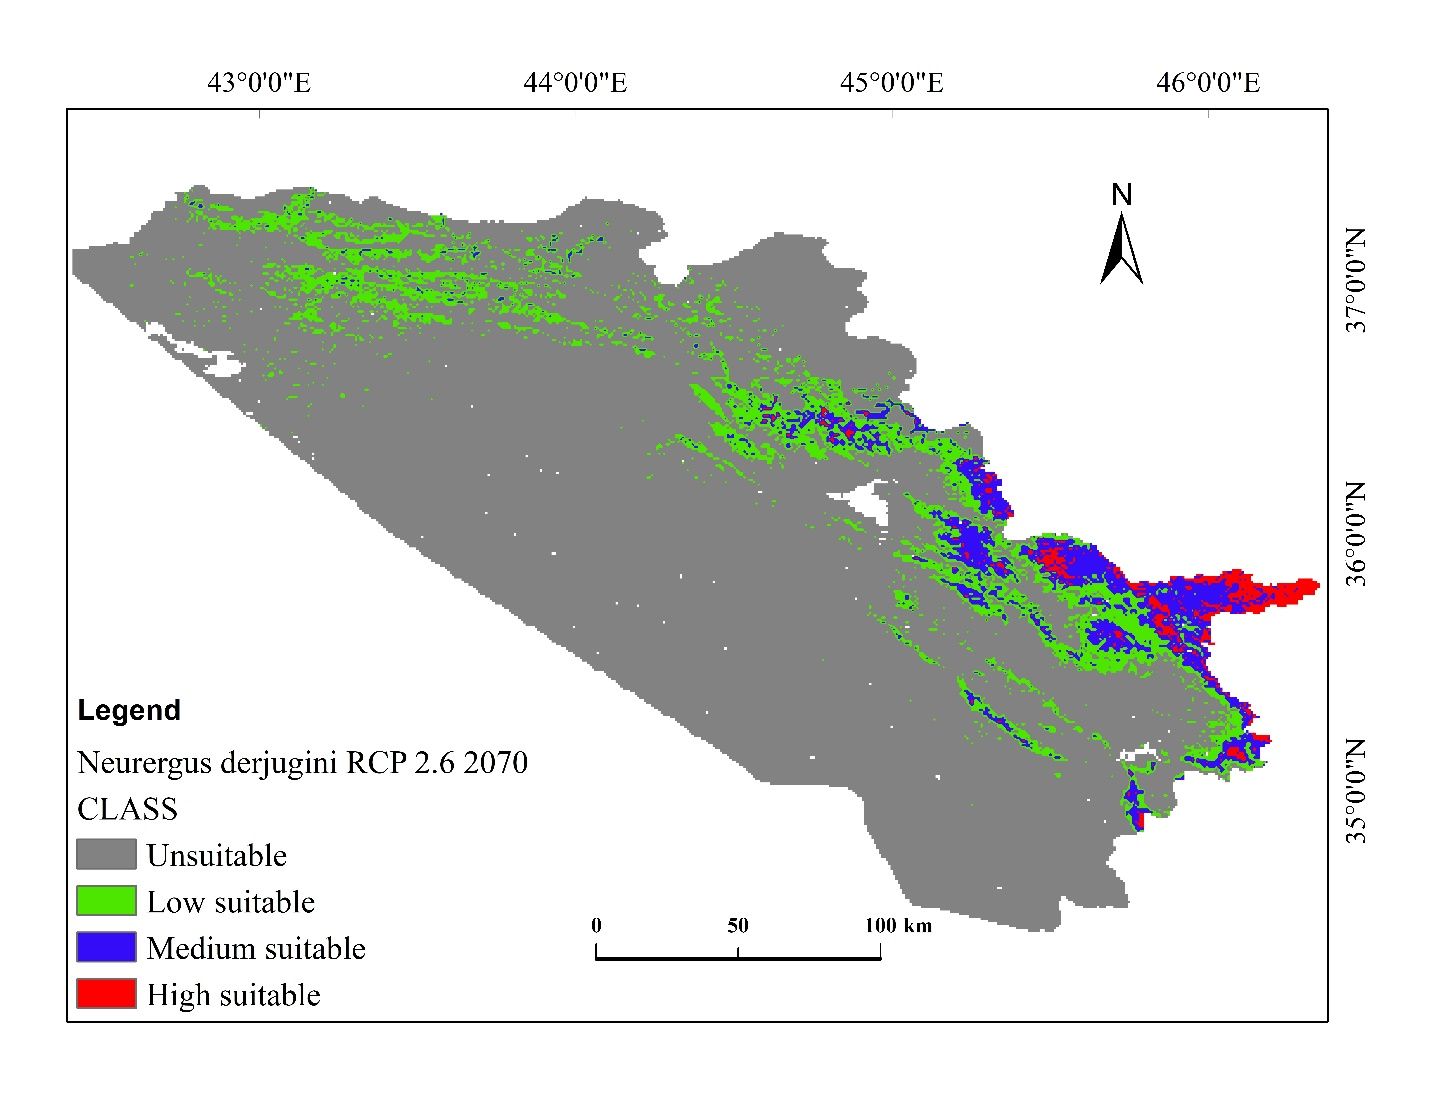 43°0'0"E 44°0'0"E 45°0'0"E 46°0'0"E
N
37°0'0"N
36°0'0"N
35°0'0"N
Legend
Neurergus derjugini RCP 2.6 2070
CLASS
Unsuitable
Low suitable
Medium suitable
High suitable
0 50 100 km